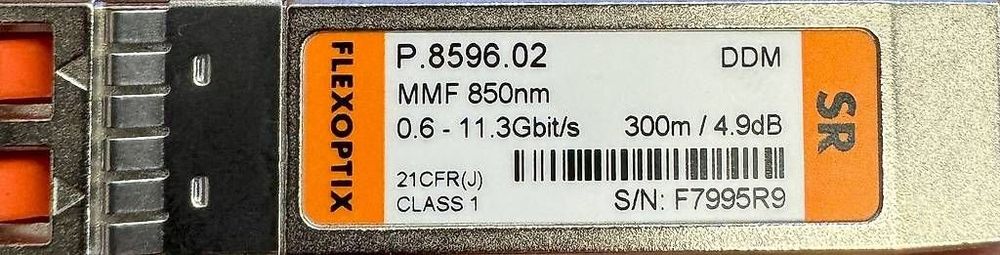 FLEXOPTIX
P.8596.02 DDM
MMF 850nm
0.6 - 11.3Gbit/s 300m / 4.9dB
21CFR(J)
CLASS 1 S/N: F7995R9
SR